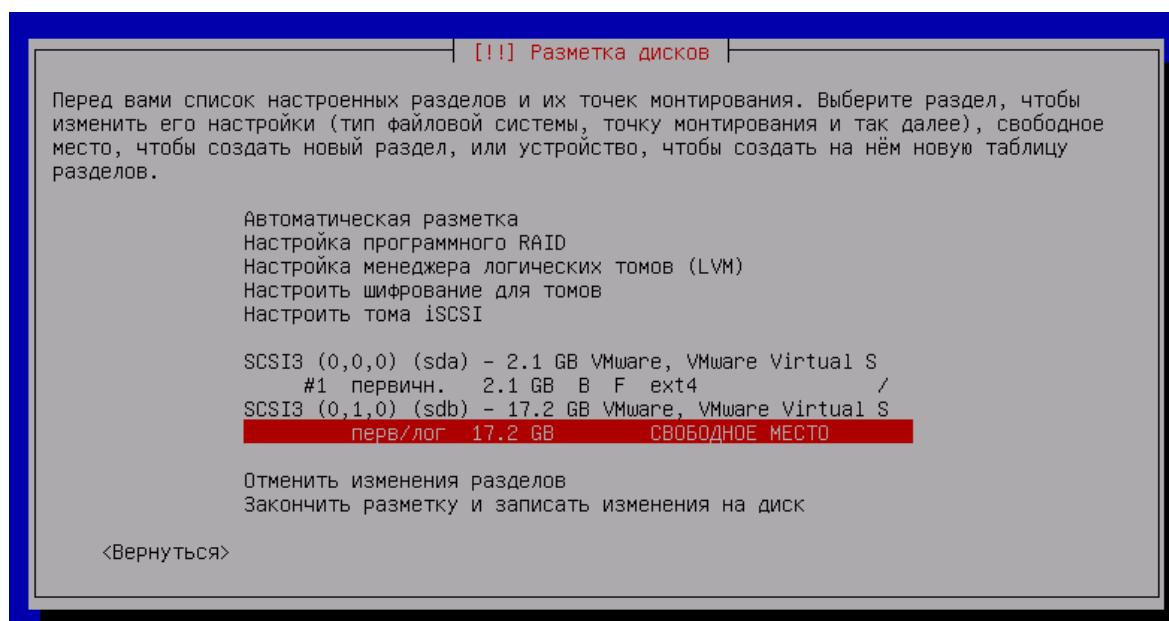 [!!] Разметка дисков
Перед вами список настроенных разделов и их точек монтирования. Выберите раздел, чтобы
изменить его настройки (тип файловой системы, точку монтирования и так далее), свободное
место, чтобы создать новый раздел, или устройство, чтобы создать на нём новую таблицу
разделов.
Автоматическая разметка
Настройка программного RAID
Настройка менеджера логических томов (LVM)
Настроить шифрование для томов
Настроить тома iSCSI
SCSI3 (0,0,0) (sda) – 2.1 GB VMware, VMware Virtual S
#1 первичн. 2.1 GB B F ext4 /
SCSI3 (0,1,0) (sdb) – 17.2 GB VMware, VMware Virtual S
перв/лог 17.2 GB СВОБОДНОЕ МЕСТО
Отменить изменения разделов
Закончить разметку и записать изменения на диск
<Вернуться>